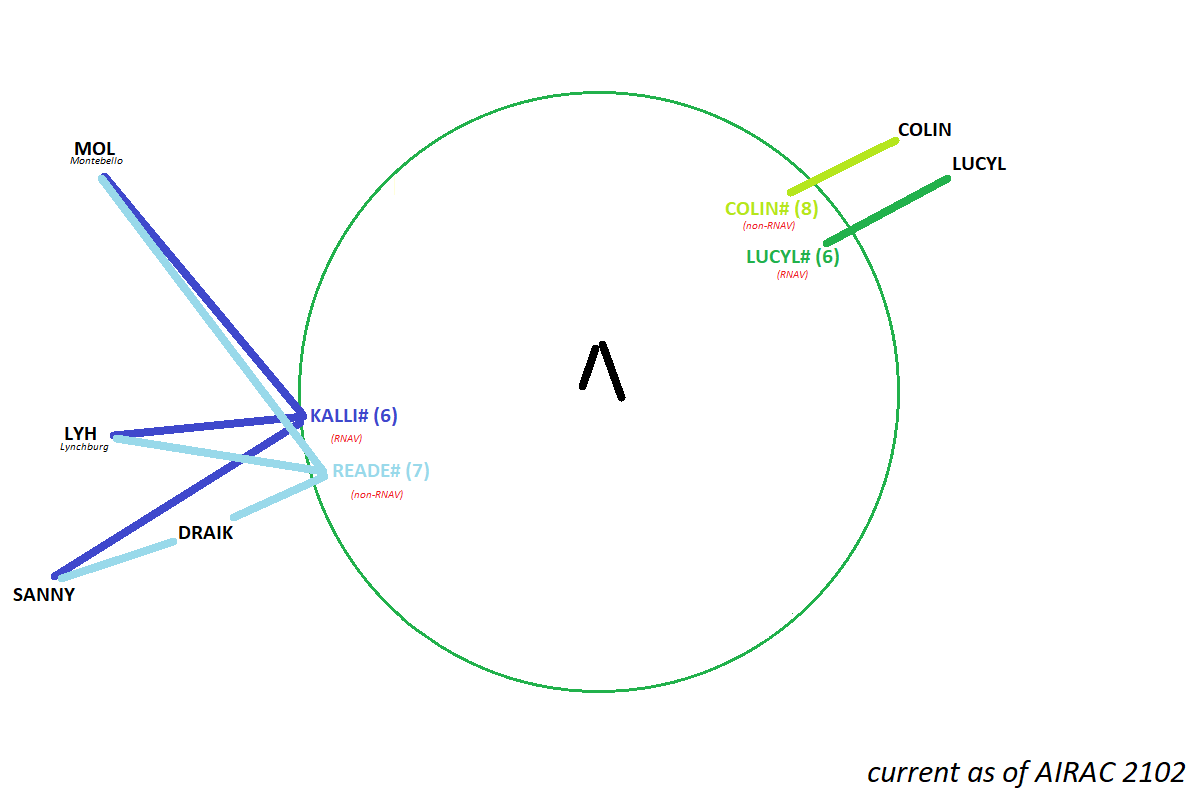 MOL
Montebello
COLIN
LUCYL
COLIN# (8)
(non-RNAV)
LUCYL# (6)
(RNAV)
KALLI# (6)
(RNAV)
LYH
Lynchburg
READE# (7)
(non-RNAV)
DRAIK
SANNY
current as of AIRAC 2102